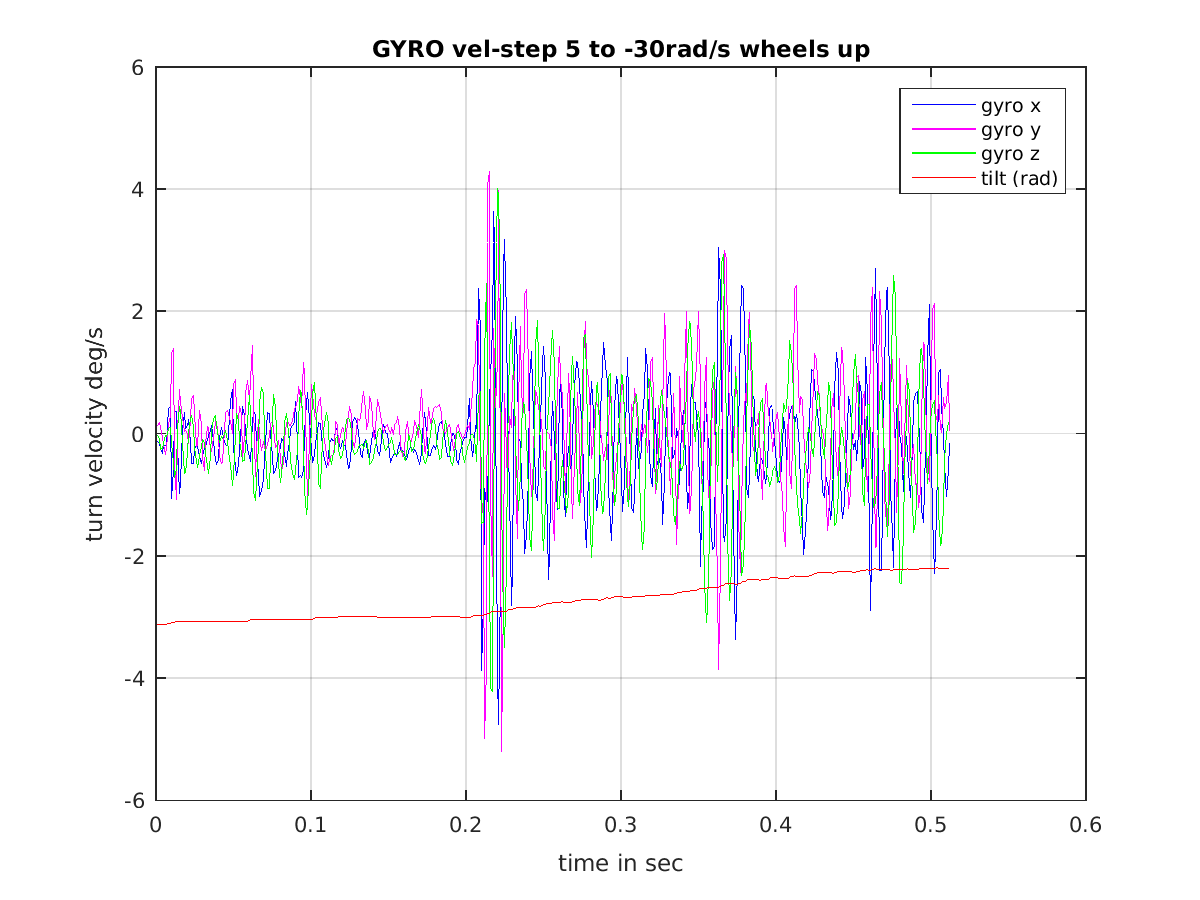 GYRO vel-step 5 to -30rad/s wheels up
6
4
2
0
-2
-4
-6
turn velocity deg/s
gyro x
gyro y
gyro z
tilt (rad)
0
0.1
0.2
0.3
0.4
0.5
0.6
time in sec